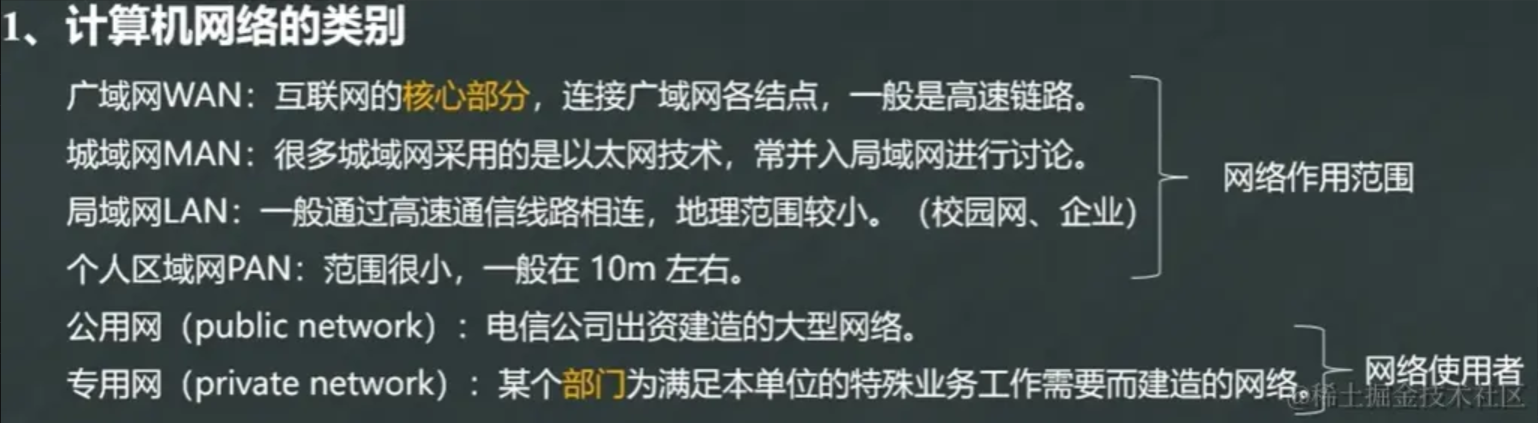 1、计算机网络的类别
广域网WAN：互联网的核心部分，连接广域网各结点，一般是高速链路。
城域网MAN：很多城域网采用的是以太网技术，常并入局域网进行讨论。
局域网LAN：一般通过高速通信线路相连，地理范围较小。（校园网、企业）
个人区域网PAN：范围很小，一般在 10m 左右。
网络作用范围
公用网（public network）：电信公司出资建造的大型网络。
专用网（private network）：某个部门为满足本单位的特殊业务工作需要而建造的网络。
网络使用者
@稀土掘金技术社区